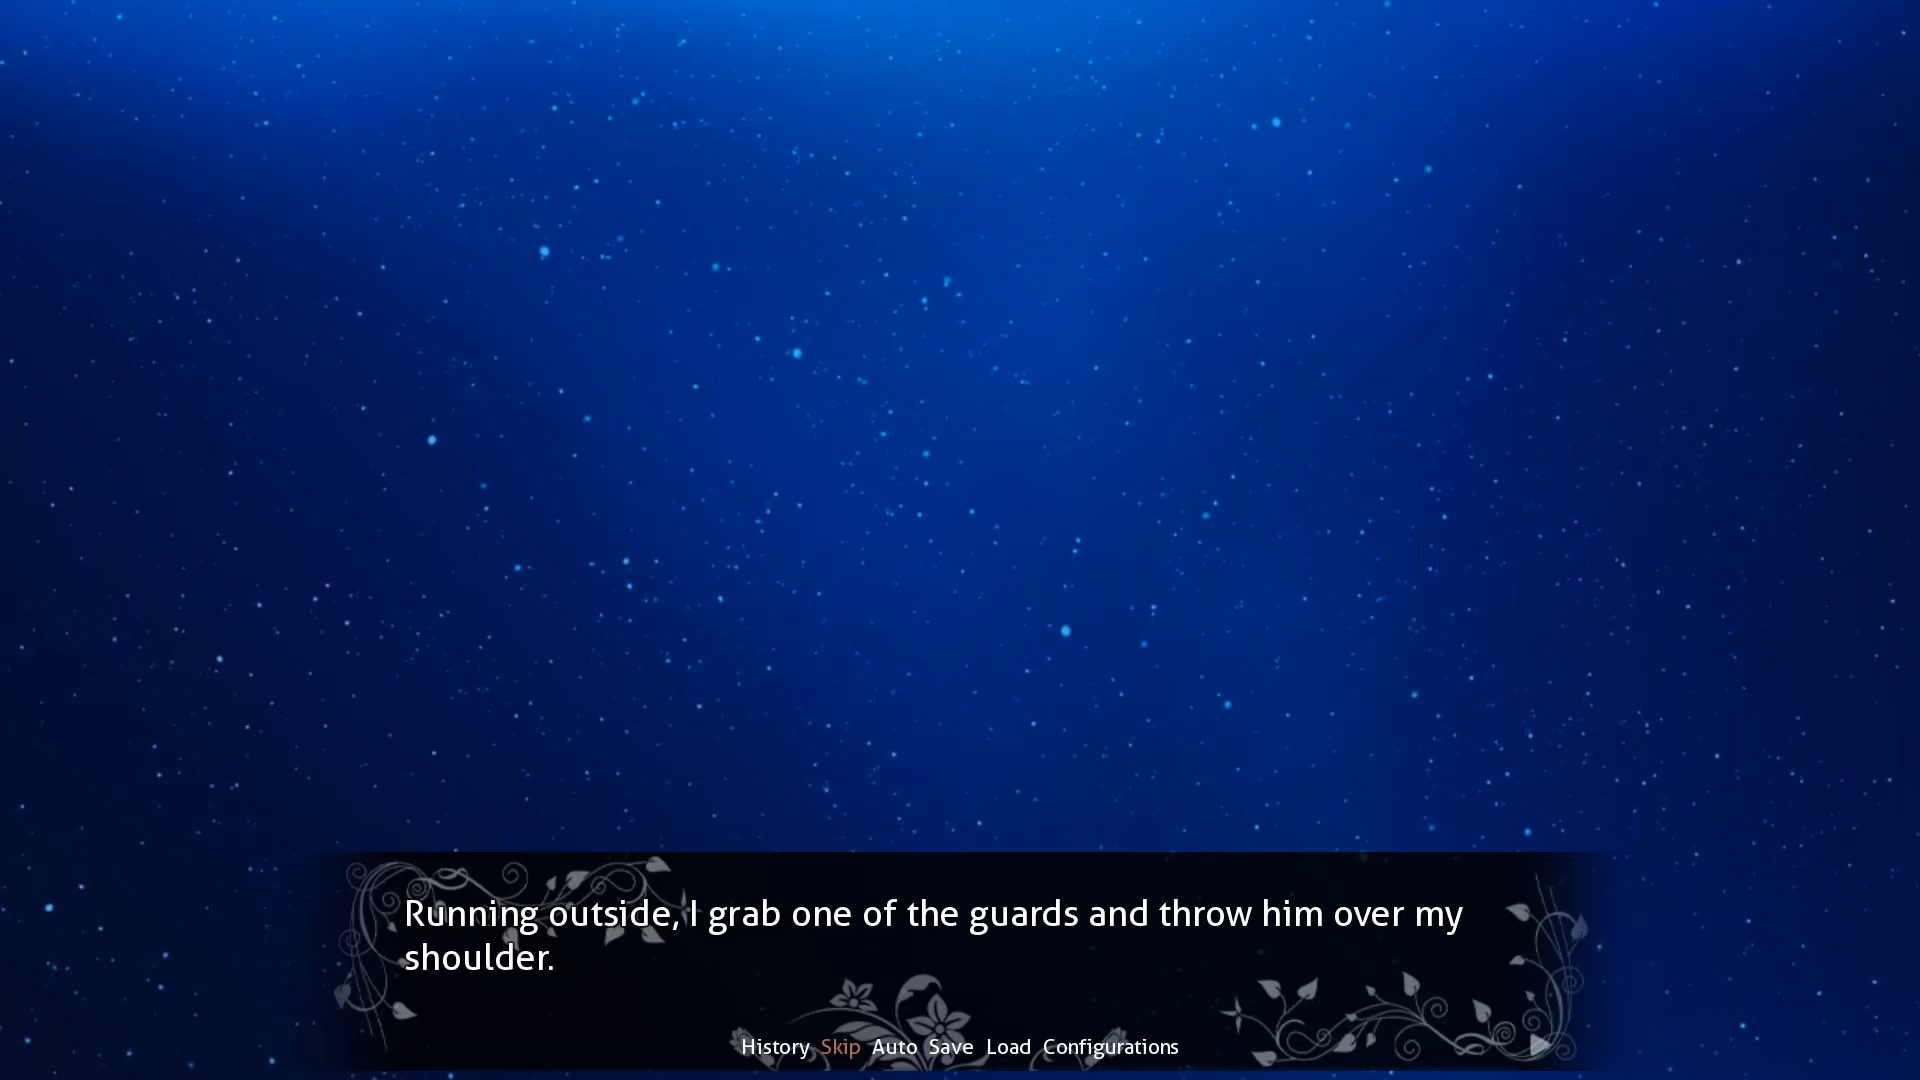 Running outside, I grab one of the guards and throw him over my
shoulder.
History Skip Auto Save Load Configurations